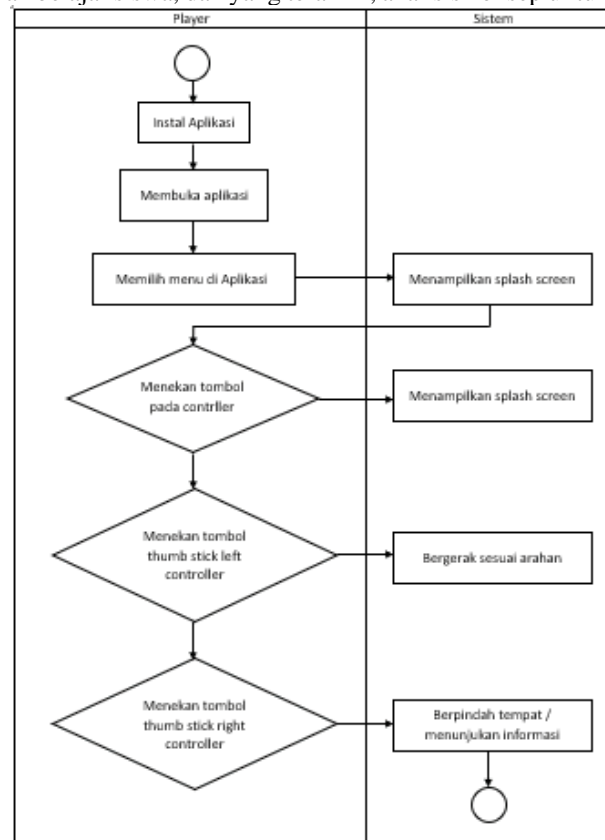 Player
Sistem
Instal Aplikasi
Membuka aplikasi
Memilih menu di Aplikasi
Menampilkan splash screen
Menekan tombol
pada contrller
Menampilkan splash screen
Menekan tombol
thumb stick left
controller
Bergerak sesuai arahan
Menekan tombol
thumb stick right
controller
Berpindah tempat /
menunjukan informasi